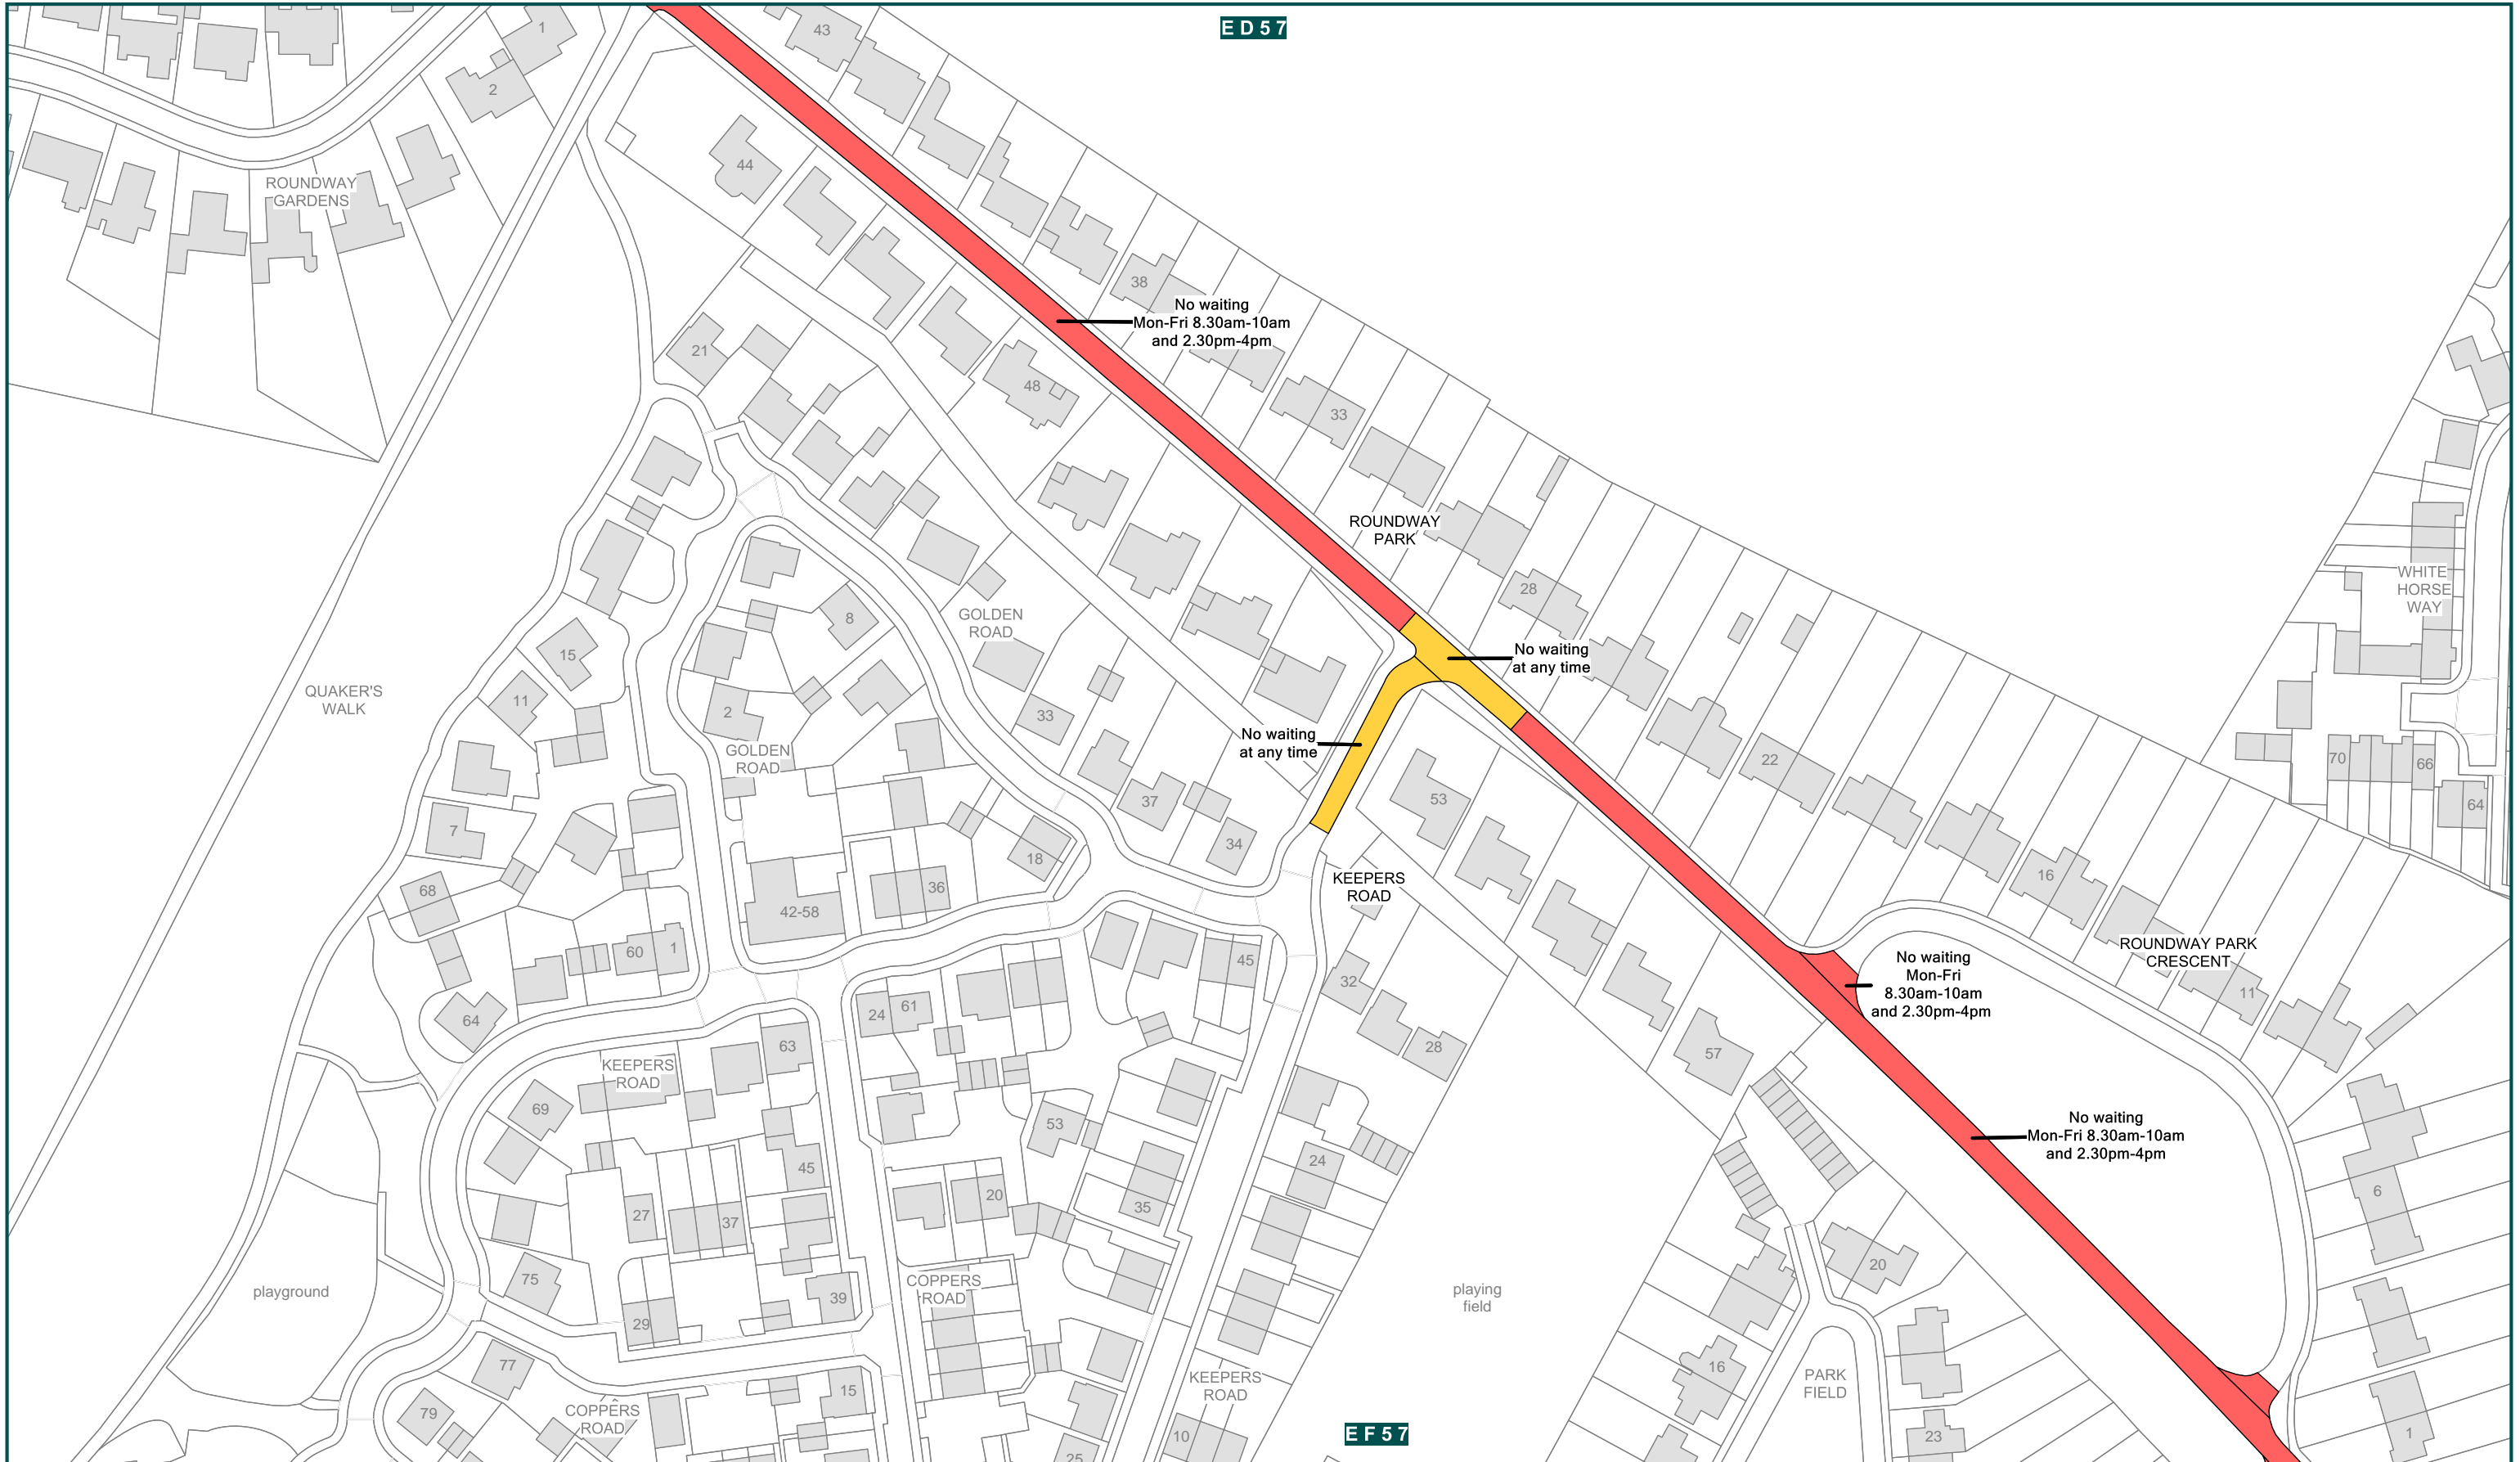 ED57
43
1
2
44
ROUNDWAY
GARDENS
38
No waiting
Mon-Fri 8.30am-10am
and 2.30pm-4pm
21
48
33
ROUNDWAY
PARK
28
WHITE
HORSE
WAY
8
GOLDEN
ROAD
15
No waiting
at any time
QUAKER'S
WALK
11
2
33
GOLDEN
ROAD
No waiting
at any time
22
70
66
64
53
37
7
34
18
16
68
36
KEEPERS
ROAD
42-58
60
1
45
ROUNDWAY PARK
CRESCENT
No waiting
Mon-Fri
8.30am-10am
and 2.30pm-4pm
32
11
64
24
61
63
28
57
KEEPERS
ROAD
69
53
No waiting
Mon-Fri 8.30am-10am
and 2.30pm-4pm
45
24
20
35
6
27
37
75
playground
COPPERS
ROAD
39
29
playing
field
20
77
15
KEEPERS
ROAD
16
PARK
FIELD
79
COPPERS
ROAD
10
25
EF57
23
1